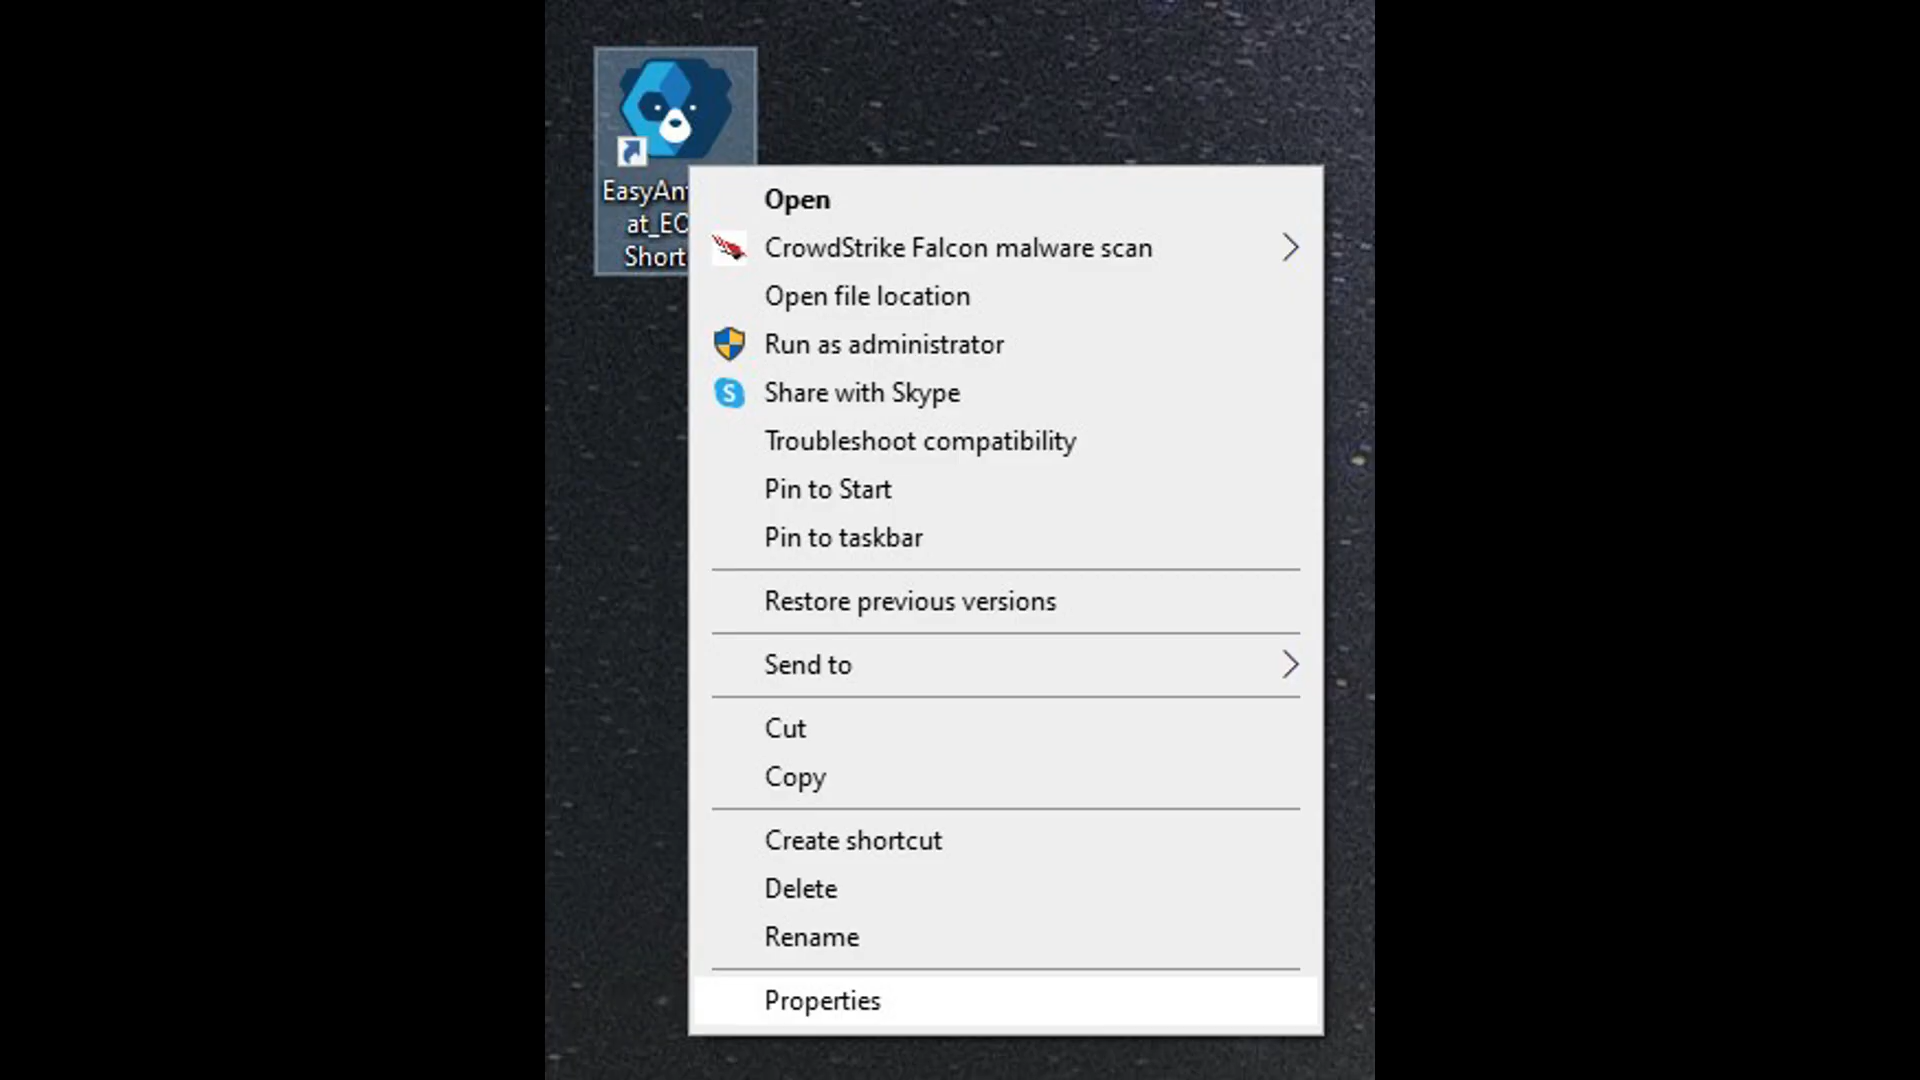 EasyAnt
at_EO
Short
Open
CrowdStrike Falcon malware scan
Open file location
Run as administrator
S
Share with Skype
Troubleshoot compatibility
Pin to Start
Pin to taskbar
Restore previous versions
Send to
Cut
Copy
Create shortcut
Delete
Rename
Properties